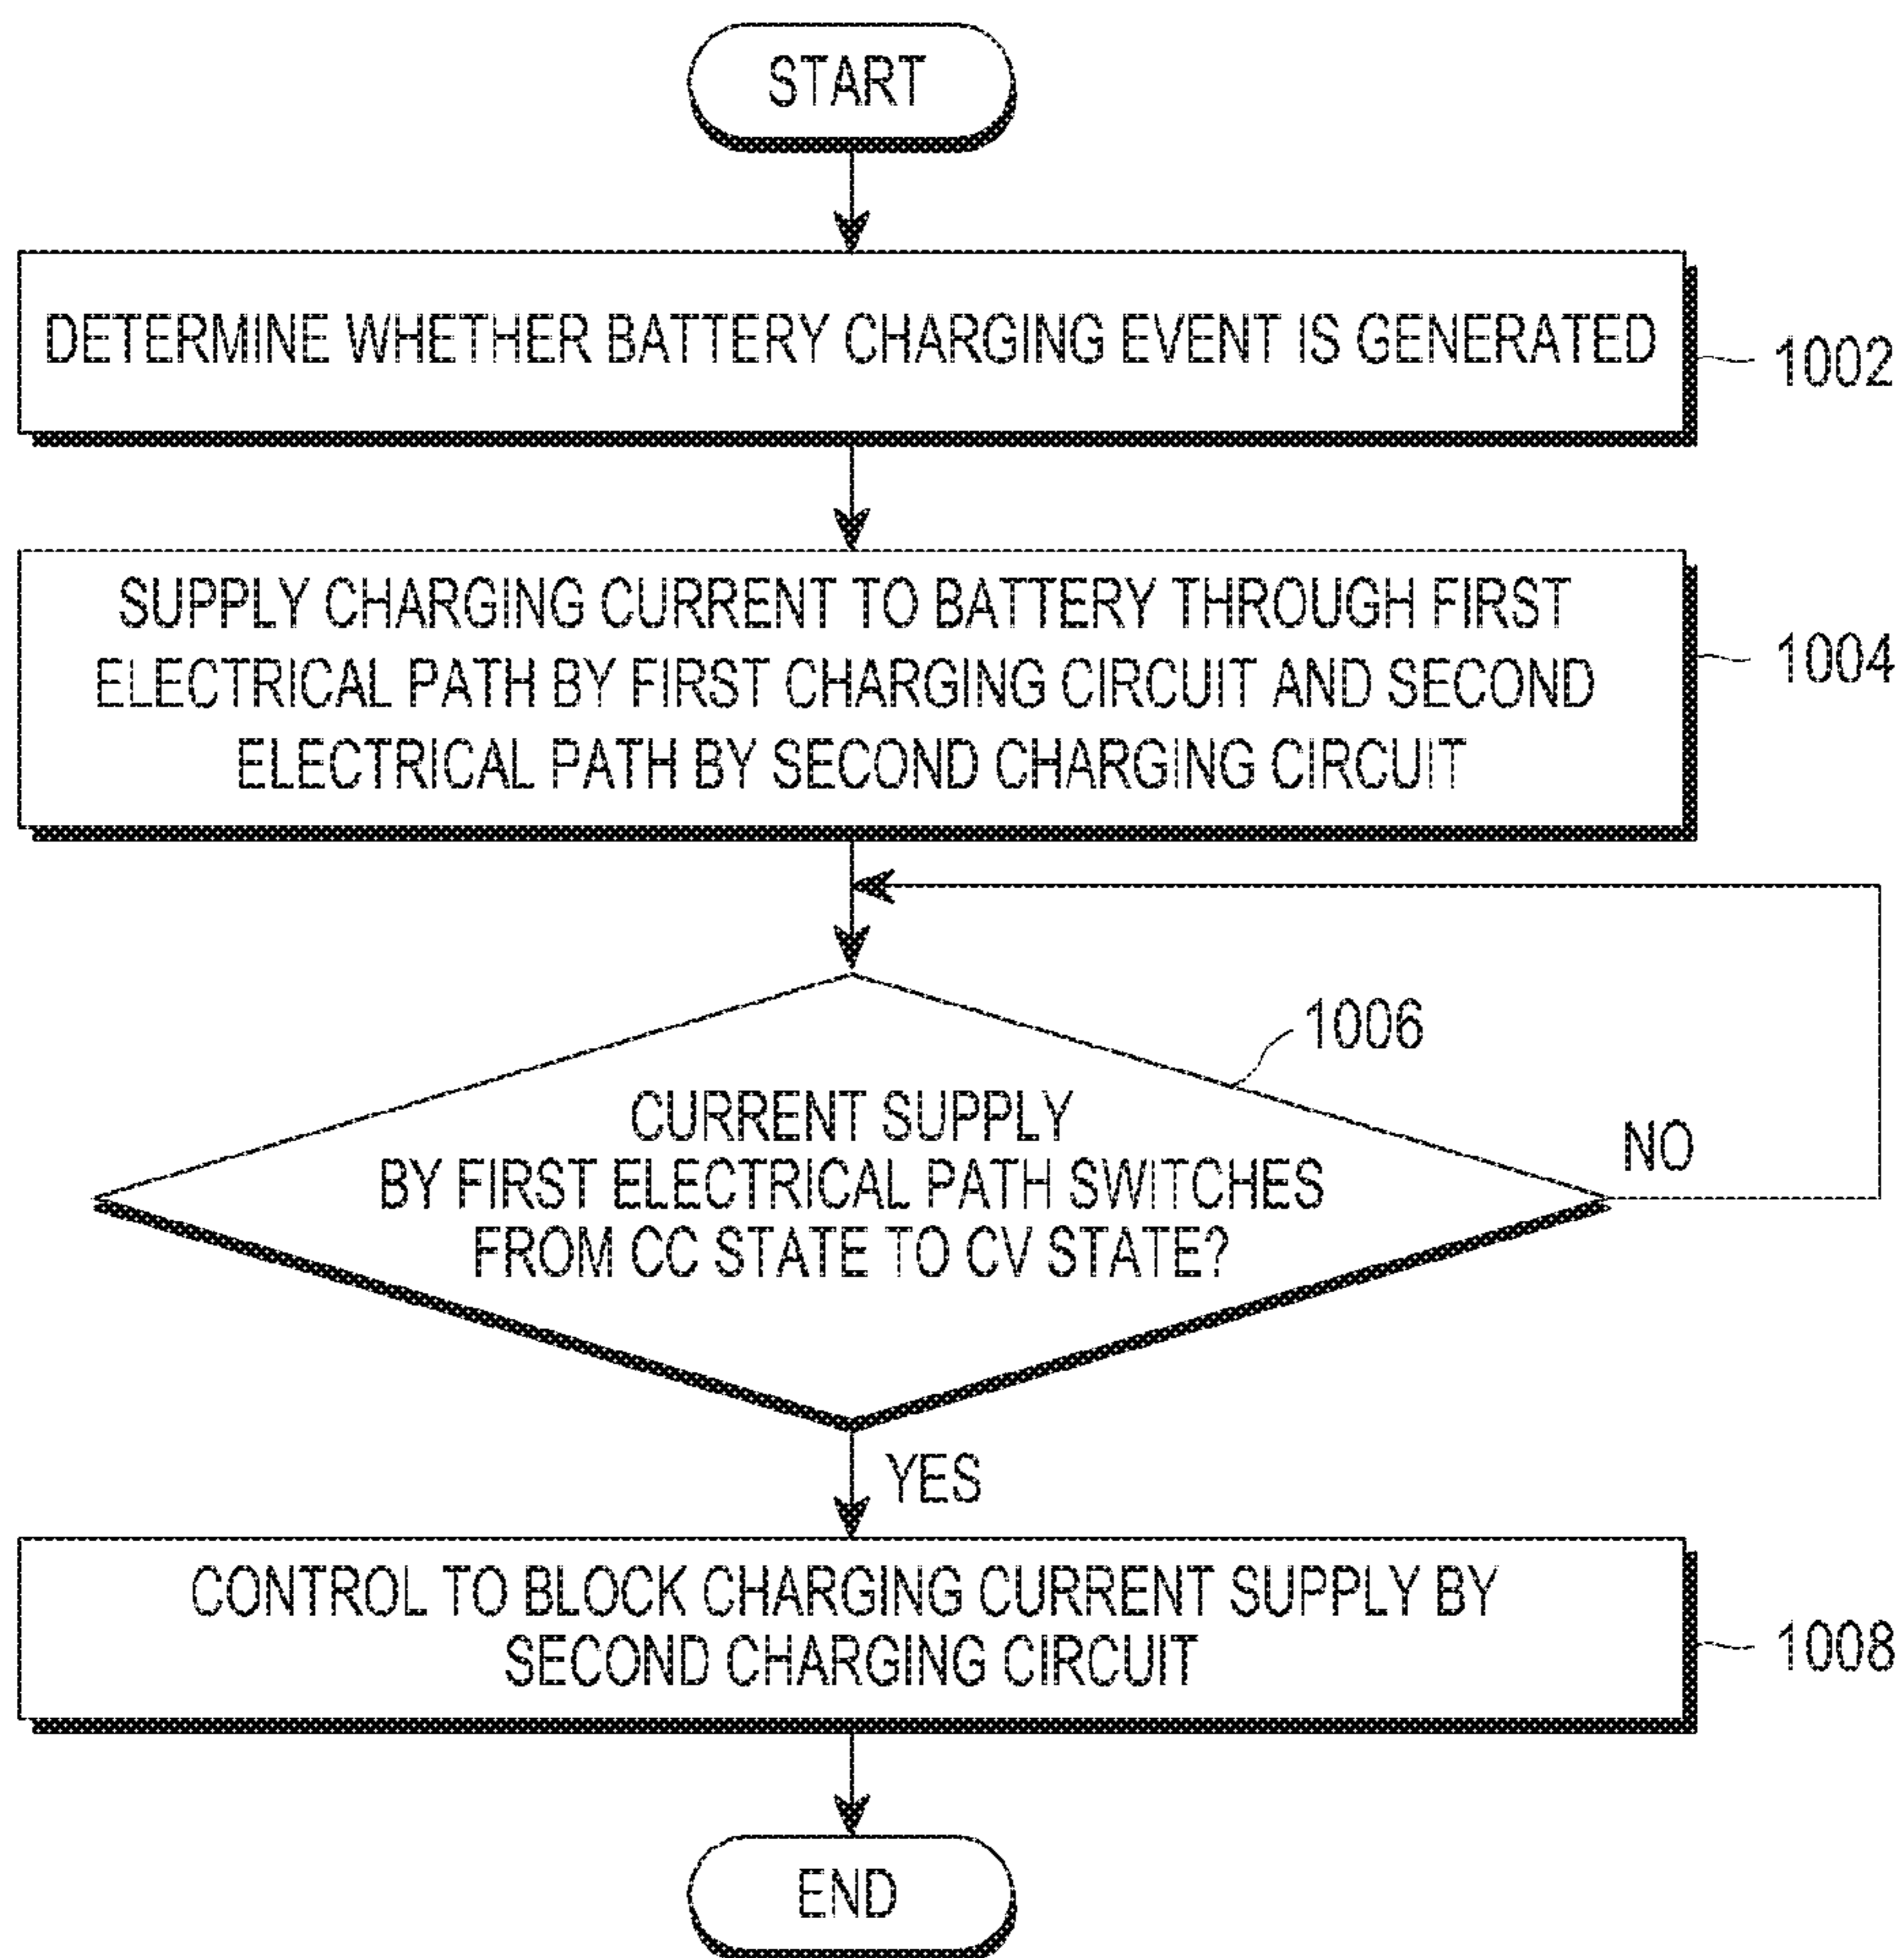 START
DETERMINE WHETHER BATTERY CHARGING EVENT IS GENERATED
1002
SUPPLY CHARGING CURRENT TO BATTERY THROUGH FIRST
ELECTRICAL PATH BY FIRST CHARGING CIRCUIT AND SECOND
ELECTRICAL PATH BY SECOND CHARGING CIRCUIT
1004
1006
CURRENT SUPPLY
BY FIRST ELECTRICAL PATH SWITCHES
FROM CC STATE TO CV STATE?
NO
YES
CONTROL TO BLOCK CHARGING CURRENT SUPPLY BY
SECOND CHARGING CIRCUIT
1008
END